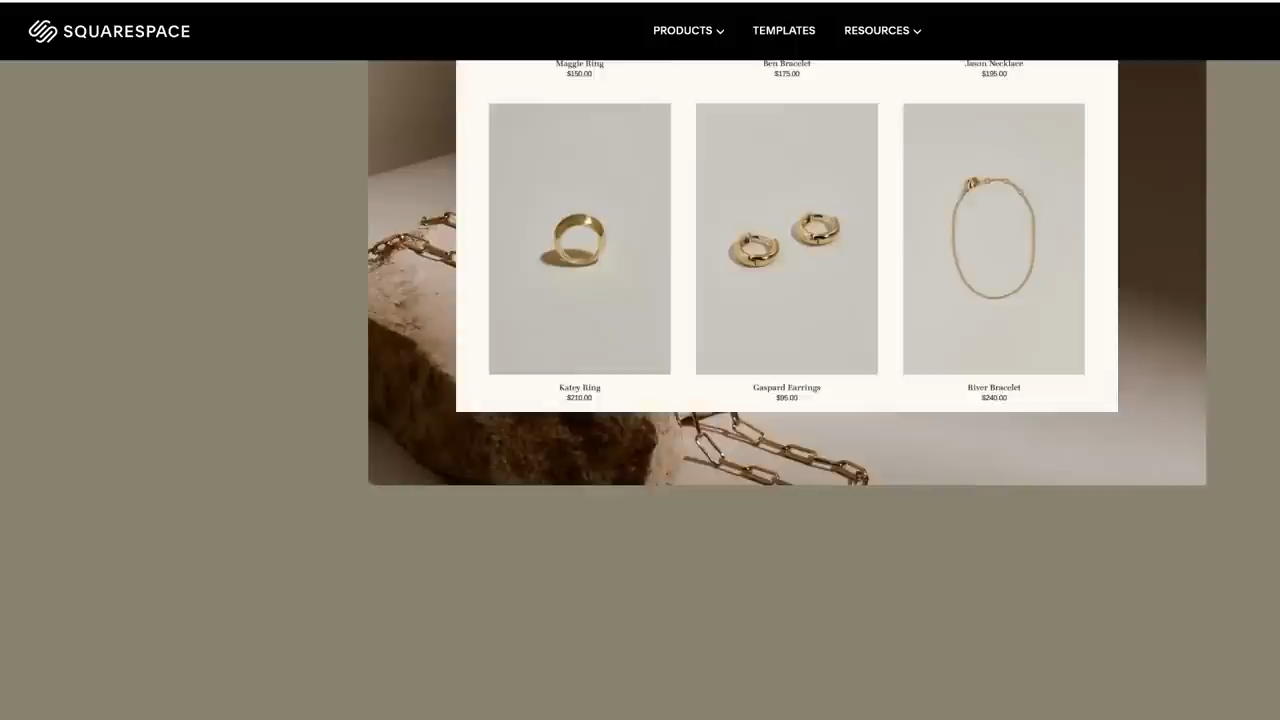 SQUARESPACE
PRODUCTS
TEMPLATES
RESOURCES
Maggie Ring
$150.00
Ben Bracelet
$175.00
Jason Necklace
$195.00
Katey Ring
$210.00
Gaspard Earrings
$95.00
River Bracelet
$240.00